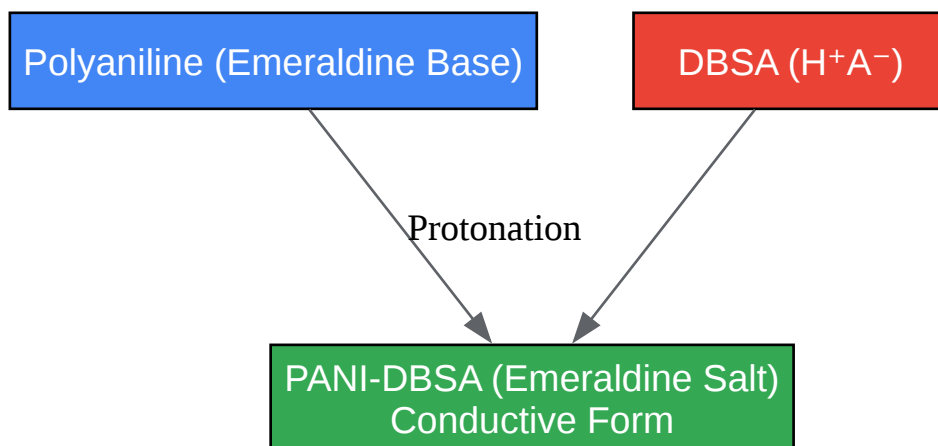 Polyaniline (Emeraldine Base)
DBSA (H⁺A⁻)
Protonation
PANI-DBSA (Emeraldine Salt)
Conductive Form